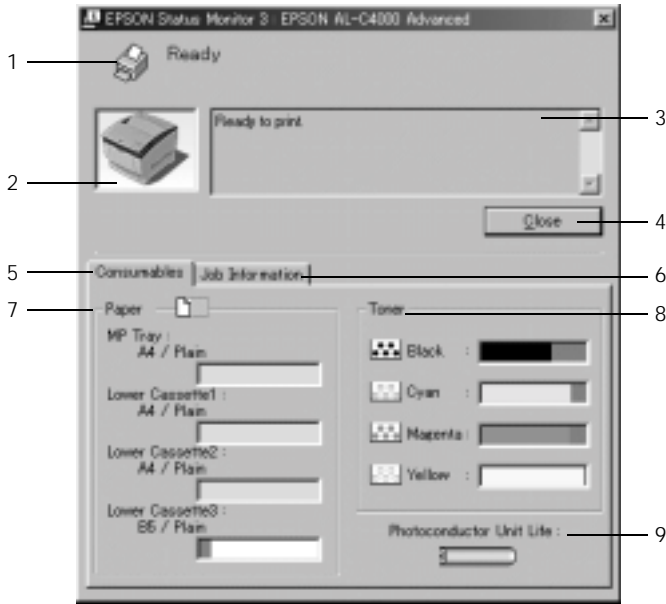 EPSON Status Monitor 3 : EPSON AL-C4000 Advanced
1
Ready
Ready to print.
3
2
Close
4
5
Consumables
Job Information
6
7
Paper
Toner
8
MP Tray :
A4 / Plain
Lower Cassette1 :
A4 / Plain
Lower Cassette2 :
A4 / Plain
Lower Cassette3 :
B5 / Plain
Black :
Cyan :
Magenta :
Yellow :
Photoconductor Unit Life :
9